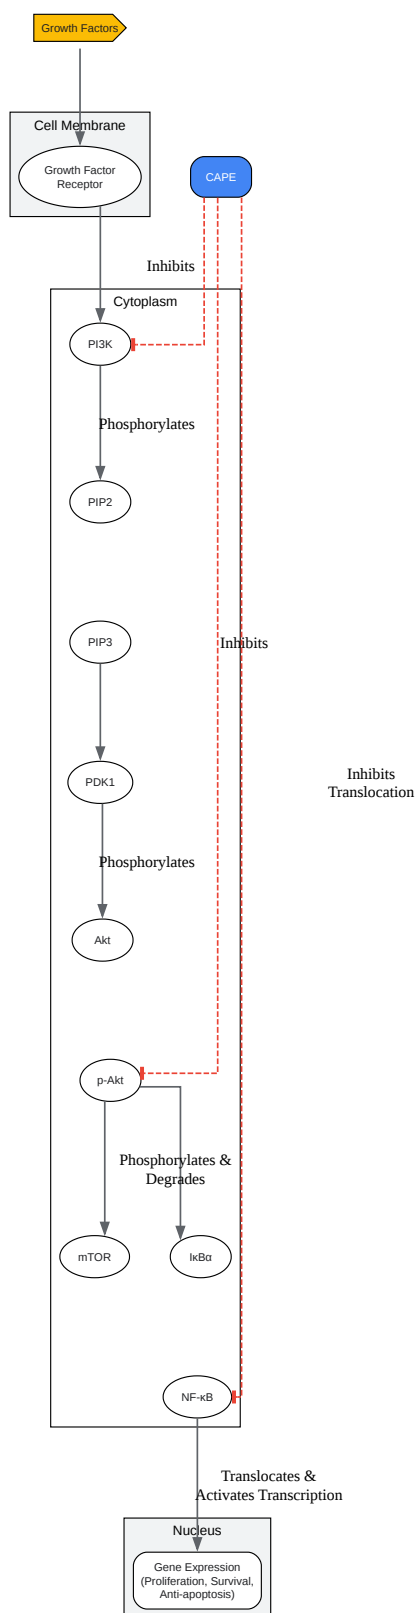 Growth Factors
Cell Membrane
Growth Factor
Receptor
CAPE
Inhibits
Cytoplasm
PI3K
Phosphorylates
PIP2
PIP3
Inhibits
PDK1
Inhibits
Translocation
Phosphorylates
Akt
p-Akt
Phosphorylates &
Degrades
mTOR
IκBα
NF-κB
Translocates &
Activates Transcription
Nucleus
Gene Expression
(Proliferation, Survival,
Anti-apoptosis)